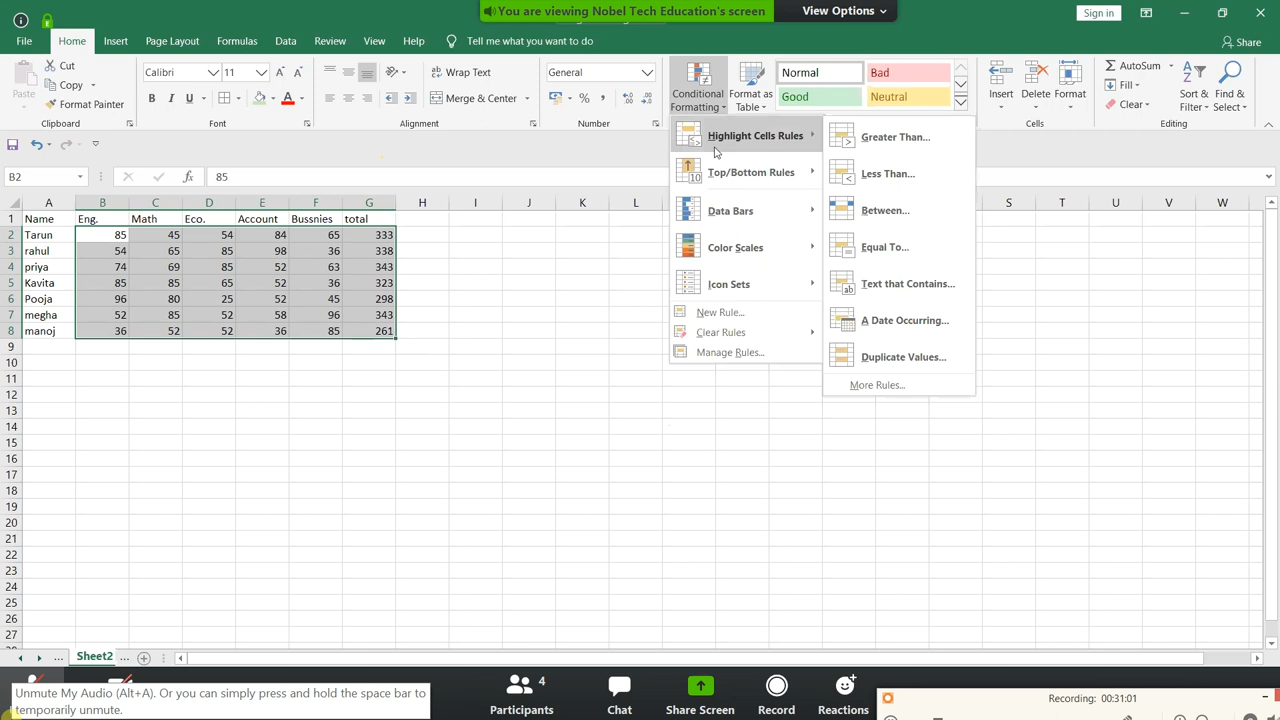 You are viewing Nobel Tech Education's screen
View Options
Sign in
File Home Insert Page Layout Formulas Data Review View Help Tell me what you want to do
Share
Paste
Cut
Copy
Format Painter
Clipboard
Calibri 11
B I U
Font
Wrap Text
Merge & Center
Alignment
General
% ,
Number
Conditional Formatting
Format as Table
Normal Bad
Good Neutral
Insert Delete Format
Cells
AutoSum
Fill
Clear
Sort & Filter
Find & Select
Editing
B2 fx 85
Highlight Cells Rules
Top/Bottom Rules
Data Bars
Color Scales
Icon Sets
New Rule...
Clear Rules
Manage Rules...
Greater Than...
Less Than...
Between...
Equal To...
Text that Contains...
A Date Occurring...
Duplicate Values...
More Rules...
A B C D E F G H I J K L S T U V W
1 Name Eng. Math Eco. Account Bussnies total
2 Tarun 85 45 54 84 65 333
3 rahul 54 65 85 98 36 338
4 priya 74 69 85 52 63 343
5 Kavita 85 85 65 52 36 323
6 Pooja 96 80 25 52 45 298
7 megha 52 85 52 58 96 343
8 manoj 36 52 52 36 85 261
9
10
11
12
13
14
15
16
17
18
19
20
21
22
23
24
25
26
27
... Sheet2 ...
Unmute My Audio (Alt+A). Or you can simply press and hold the space bar to
temporarily unmute.
4
Participants
Chat
Share Screen
Record
Reactions
Recording: 00:31:01